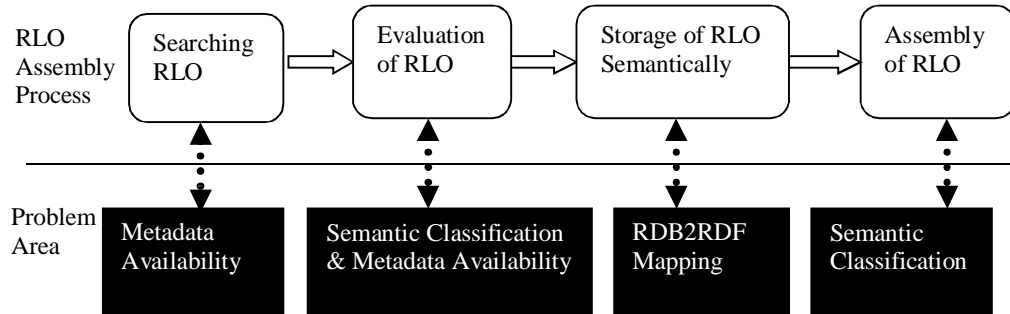 RLO
Assembly
Process
Searching
RLO
Evaluation
of RLO
Storage of RLO
Semantically
Assembly
of RLO
Problem
Area
Metadata
Availability
Semantic Classification
& Metadata Availability
RDB2RDF
Mapping
Semantic
Classification